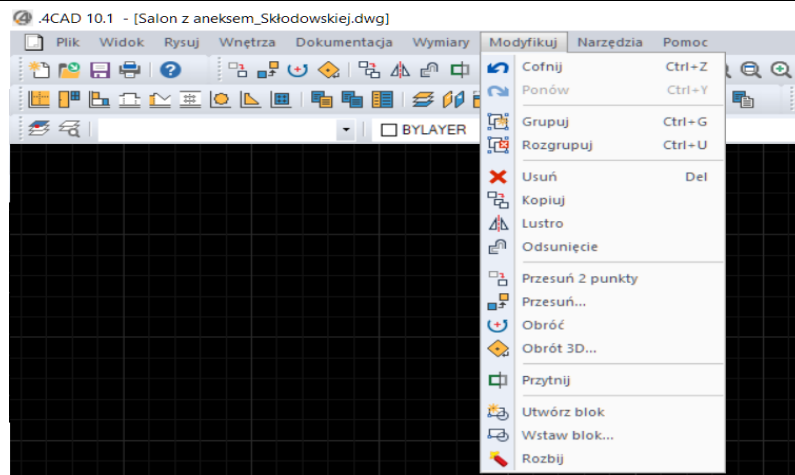 .4CAD 10.1 - [Salon z aneksem_Skłodowskiej.dwg]
Plik Widok Rysuj Wnętrza Dokumentacja Wymiary Modyfikuj Narzędzia Pomoc
BYLAYER
Cofnij Ctrl+Z
Ponów Ctrl+Y
Grupuj Ctrl+G
Rozgrupuj Ctrl+U
Usuń Del
Kopiuj
Lustro
Odsunięcie
Przesuń 2 punkty
Przesuń...
Obróć
Obrót 3D...
Przytnij
Utwórz blok
Wstaw blok...
Rozbij